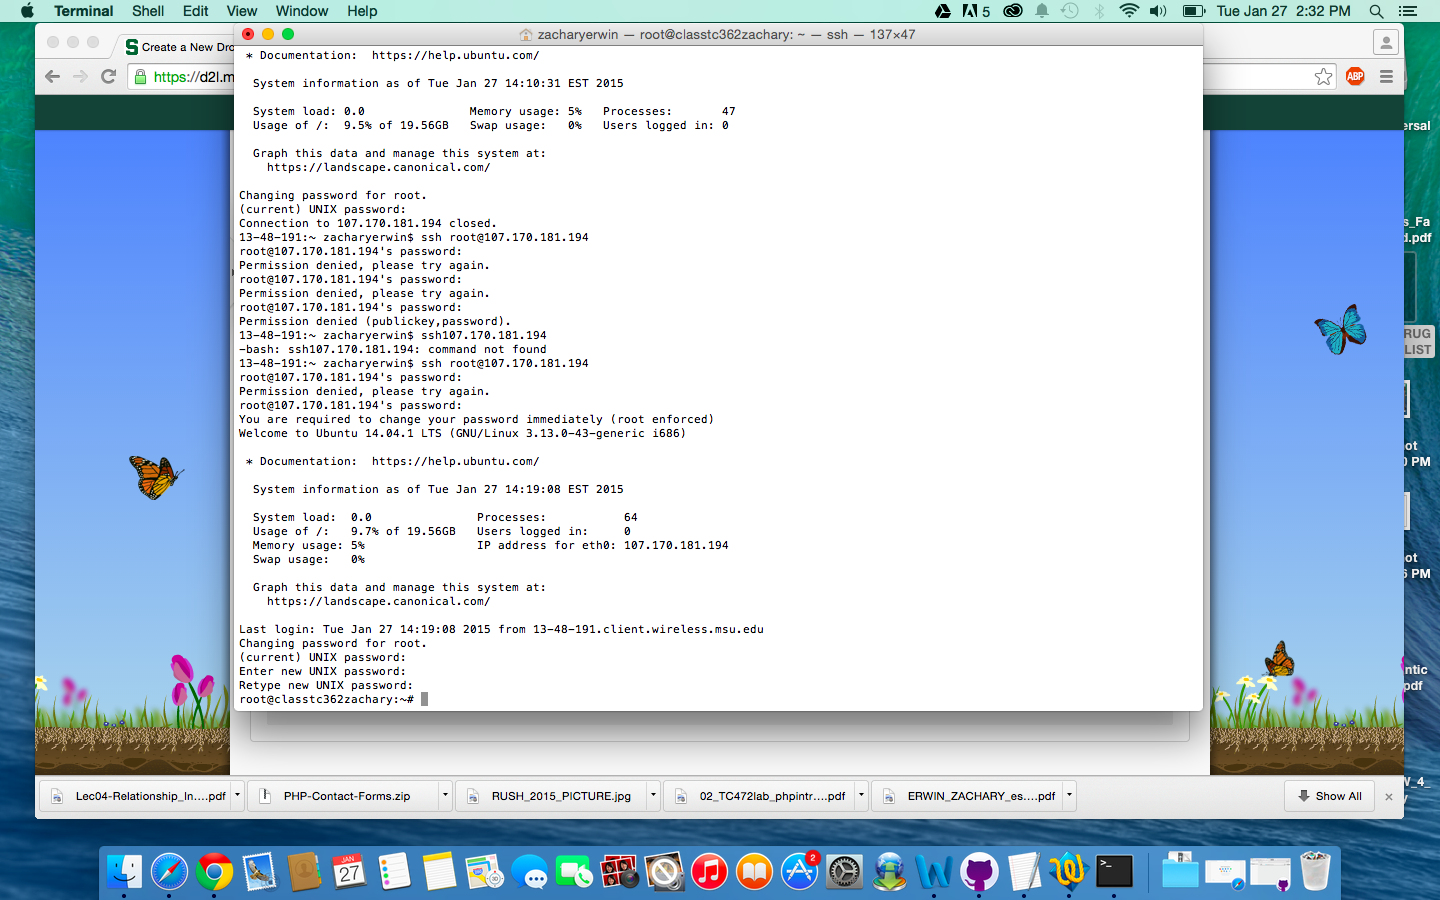 Terminal Shell Edit View Window Help 5 Tue Jan 27 2:32 PM
zacharyerwin — root@classtc362zachary: ~ — ssh — 137×47
Create a New Dro
https://d2l.m
ABP
* Documentation:  https://help.ubuntu.com/
System information as of Tue Jan 27 14:10:31 EST 2015
System load: 0.0 Memory usage: 5% Processes: 47
Usage of /: 9.5% of 19.56GB Swap usage: 0% Users logged in: 0
Graph this data and manage this system at:
https://landscape.canonical.com/
Changing password for root.
(current) UNIX password:
Connection to 107.170.181.194 closed.
13-48-191:~ zacharyerwin$ ssh root@107.170.181.194
root@107.170.181.194's password:
Permission denied, please try again.
root@107.170.181.194's password:
Permission denied, please try again.
root@107.170.181.194's password:
Permission denied (publickey,password).
13-48-191:~ zacharyerwin$ ssh107.170.181.194
-bash: ssh107.170.181.194: command not found
13-48-191:~ zacharyerwin$ ssh root@107.170.181.194
root@107.170.181.194's password:
Permission denied, please try again.
root@107.170.181.194's password:
You are required to change your password immediately (root enforced)
Welcome to Ubuntu 14.04.1 LTS (GNU/Linux 3.13.0-43-generic i686)
* Documentation:  https://help.ubuntu.com/
System information as of Tue Jan 27 14:19:08 EST 2015
System load: 0.0 Processes: 64
Usage of /: 9.7% of 19.56GB Users logged in: 0
Memory usage: 5% IP address for eth0: 107.170.181.194
Swap usage: 0%
Graph this data and manage this system at:
https://landscape.canonical.com/
Last login: Tue Jan 27 14:19:08 2015 from 13-48-191.client.wireless.msu.edu
Changing password for root.
(current) UNIX password:
Enter new UNIX password:
Retype new UNIX password:
root@classtc362zachary:~#
ersal
s_Fa
d.pdf
RUG
LIST
ot
PM
ot
PM
ntic
pdf
W_4_
y
Lec04-Relationship_In....pdf
PHP-Contact-Forms.zip
RUSH_2015_PICTURE.jpg
02_TC472lab_phpintr....pdf
ERWIN_ZACHARY_es....pdf
Show All
JAN
27
2